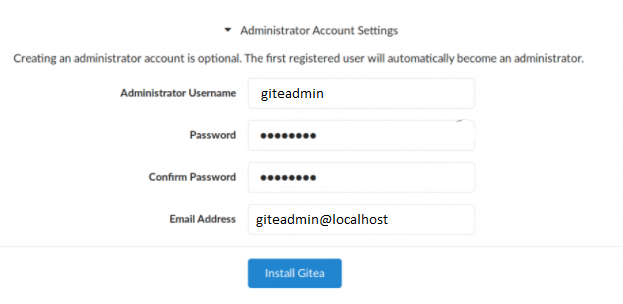 Administrator Account Settings
Creating an administrator account is optional. The first registered user will automatically become an administrator.
Administrator Username giteadmin
Password ••••••••
Confirm Password ••••••••
Email Address giteadmin@localhost
Install Gitea